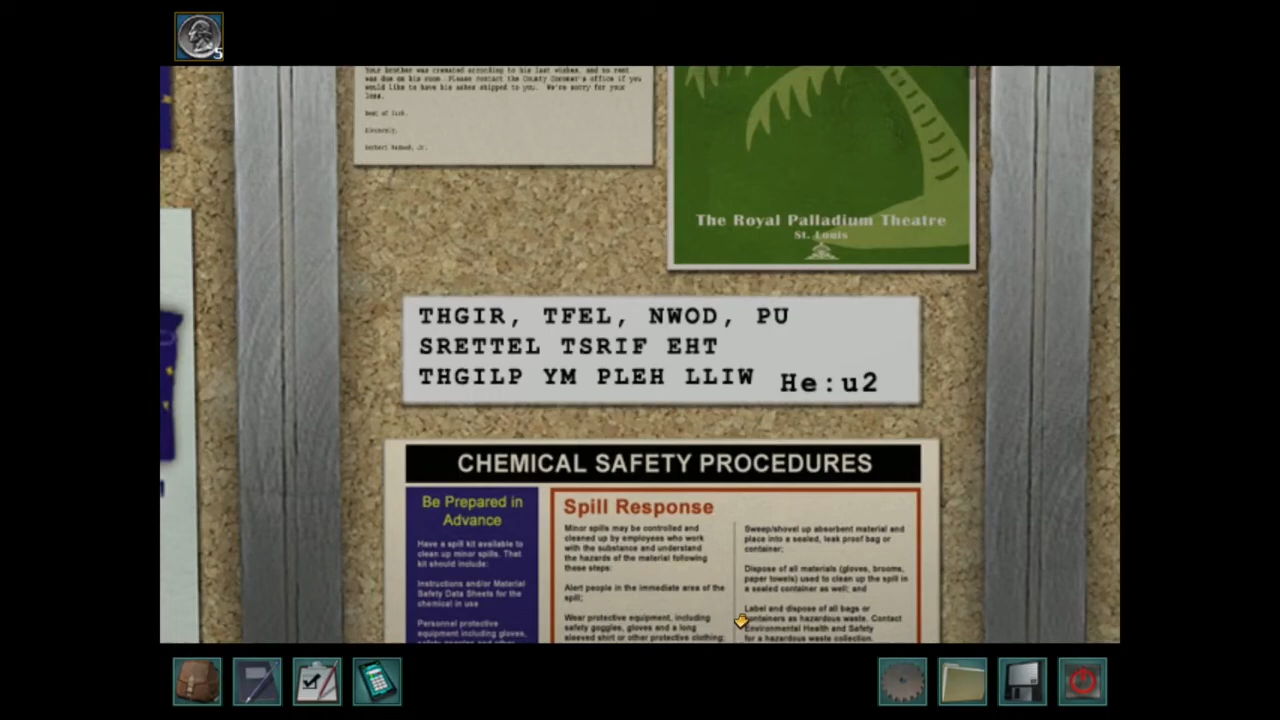 5
Your brother was cremated according to his last wishes, and no rent
was due on his room. Please contact the County Coroner's office if you
would like to have his ashes shipped to you. We're sorry for your
loss.
Best of luck.
Sincerely,
The Royal Palladium Theatre
St. Louis
THGIR, TFEL, NWOD, PU
SRETTEL TSRIF EHT
THGILP YM PLEH LLIW
He:u2
CHEMICAL SAFETY PROCEDURES
Be Prepared in
Advance
Have a spill kit available to
clean up minor spills. That
kit should include:
Instructions and/or Material
Safety Data Sheets for the
chemical in use
Personnel protective
equipment including gloves,
Spill Response
Minor spills may be controlled and
cleaned up by employees who work
with the substance and understand
the hazards of the material following
these steps:
Alert people in the immediate area of the
spill;
Wear protective equipment, including
safety goggles, gloves and a long
sleeved shirt or other protective clothing;
Sweep/shovel up absorbent material and
place into a sealed, leak proof bag or
container;
Dispose of all materials (gloves, brooms,
paper towels) used to clean up the spill in
a sealed container as well; and
Label and dispose of all bags or
containers as hazardous waste. Contact
Environmental Health and Safety
for a hazardous waste collection.